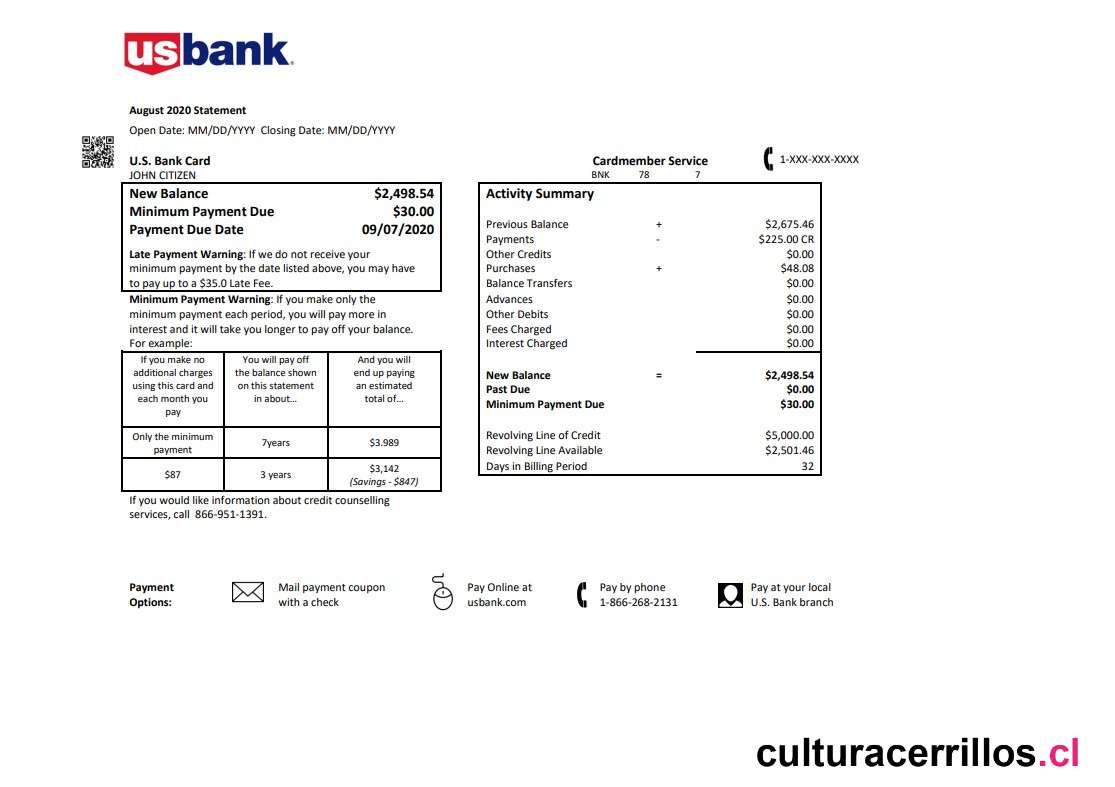 usbank.
August 2020 Statement
Open Date: MM/DD/YYYY Closing Date: MM/DD/YYYY
U.S. Bank Card
JOHN CITIZEN
New Balance $2,498.54
Minimum Payment Due $30.00
Payment Due Date 09/07/2020
Late Payment Warning: If we do not receive your
minimum payment by the date listed above, you may have
to pay up to a $35.0 Late Fee.
Minimum Payment Warning: If you make only the
minimum payment each period, you will pay more in
interest and it will take you longer to pay off your balance.
For example:
If you make no
additional charges
using this card and
each month you
pay
You will pay off
the balance shown
on this statement
in about...
And you will
end up paying
an estimated
total of...
Only the minimum
payment
7years
$3.989
$87
3 years
$3,142
(Savings - $847)
If you would like information about credit counselling
services, call 866-951-1391.
Cardmember Service
1-XXX-XXX-XXXX
BNK 78 7
Activity Summary
Previous Balance + $2,675.46
Payments - $225.00 CR
Other Credits $0.00
Purchases + $48.08
Balance Transfers $0.00
Advances $0.00
Other Debits $0.00
Fees Charged $0.00
Interest Charged $0.00
New Balance = $2,498.54
Past Due $0.00
Minimum Payment Due $30.00
Revolving Line of Credit $5,000.00
Revolving Line Available $2,501.46
Days in Billing Period 32
Payment
Options:
Mail payment coupon
with a check
Pay Online at
usbank.com
Pay by phone
1-866-268-2131
Pay at your local
U.S. Bank branch
culturacerrillos.cl